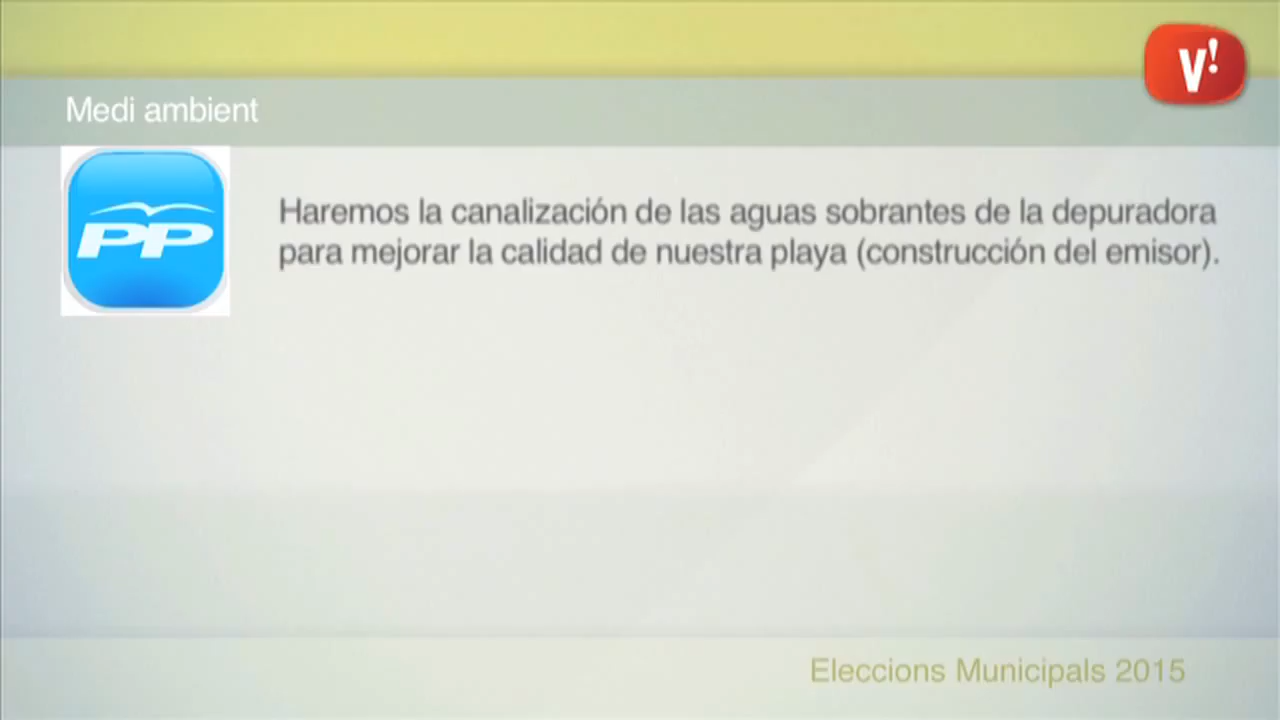 V!
Medi ambient
PP
Haremos la canalización de las aguas sobrantes de la depuradora
para mejorar la calidad de nuestra playa (construcción del emisor).
Eleccions Municipals 2015